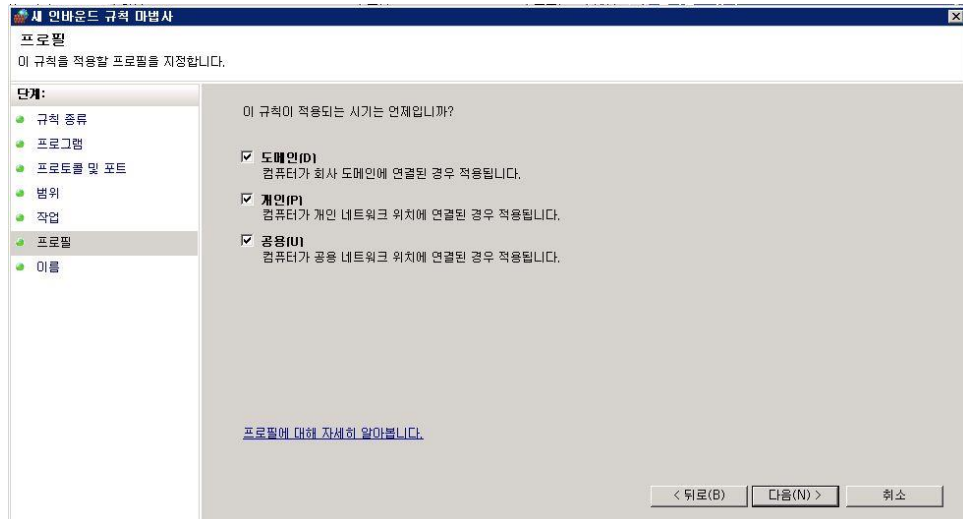 새 인바운드 규칙 마법사
프로필
이 규칙을 적용할 프로필을 지정합니다.
단계:
규칙 종류
프로그램
프로토콜 및 포트
범위
작업
프로필
이름
이 규칙이 적용되는 시기는 언제입니까?
도메인(D)
컴퓨터가 회사 도메인에 연결된 경우 적용됩니다.
개인(P)
컴퓨터가 개인 네트워크 위치에 연결된 경우 적용됩니다.
공용(U)
컴퓨터가 공용 네트워크 위치에 연결된 경우 적용됩니다.
프로필에 대해 자세히 알아봅니다.
< 뒤로(B) 다음(N) > 취소